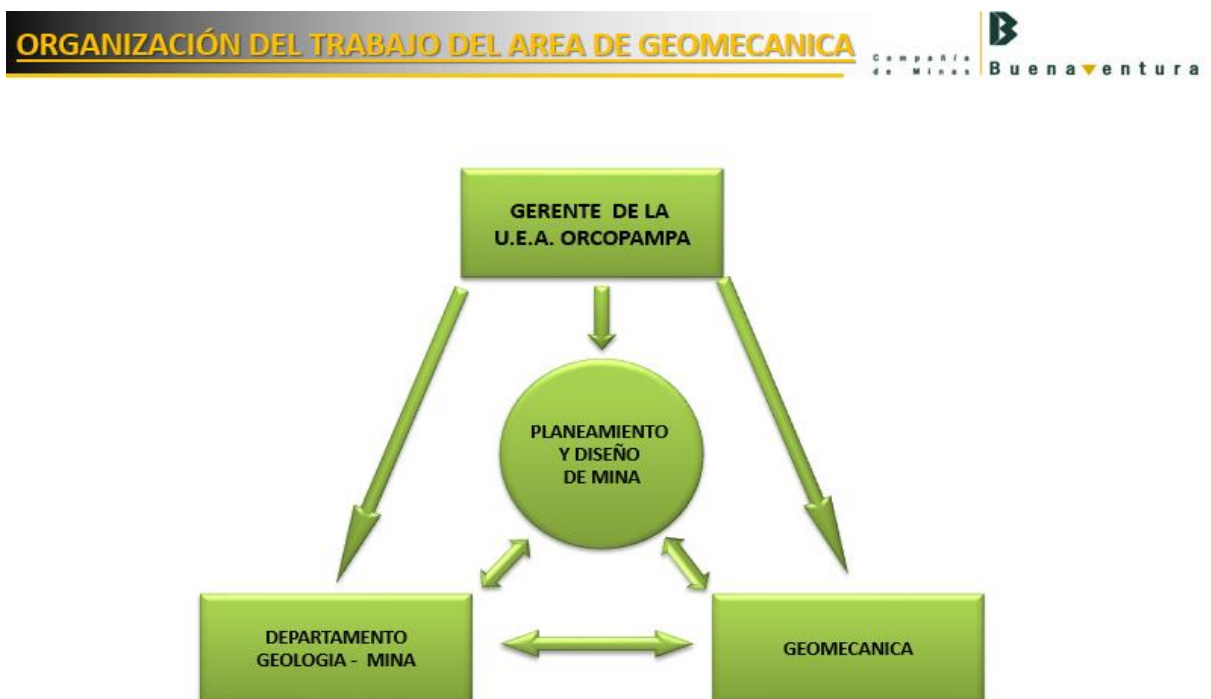 ORGANIZACIÓN DEL TRABAJO DEL AREA DE GEOMECANICA
Compañía
de Minas
Buenaventura
GERENTE DE LA
U.E.A. ORCOPAMPA
PLANEAMIENTO
Y DISEÑO
DE MINA
DEPARTAMENTO
GEOLOGIA - MINA
GEOMECANICA